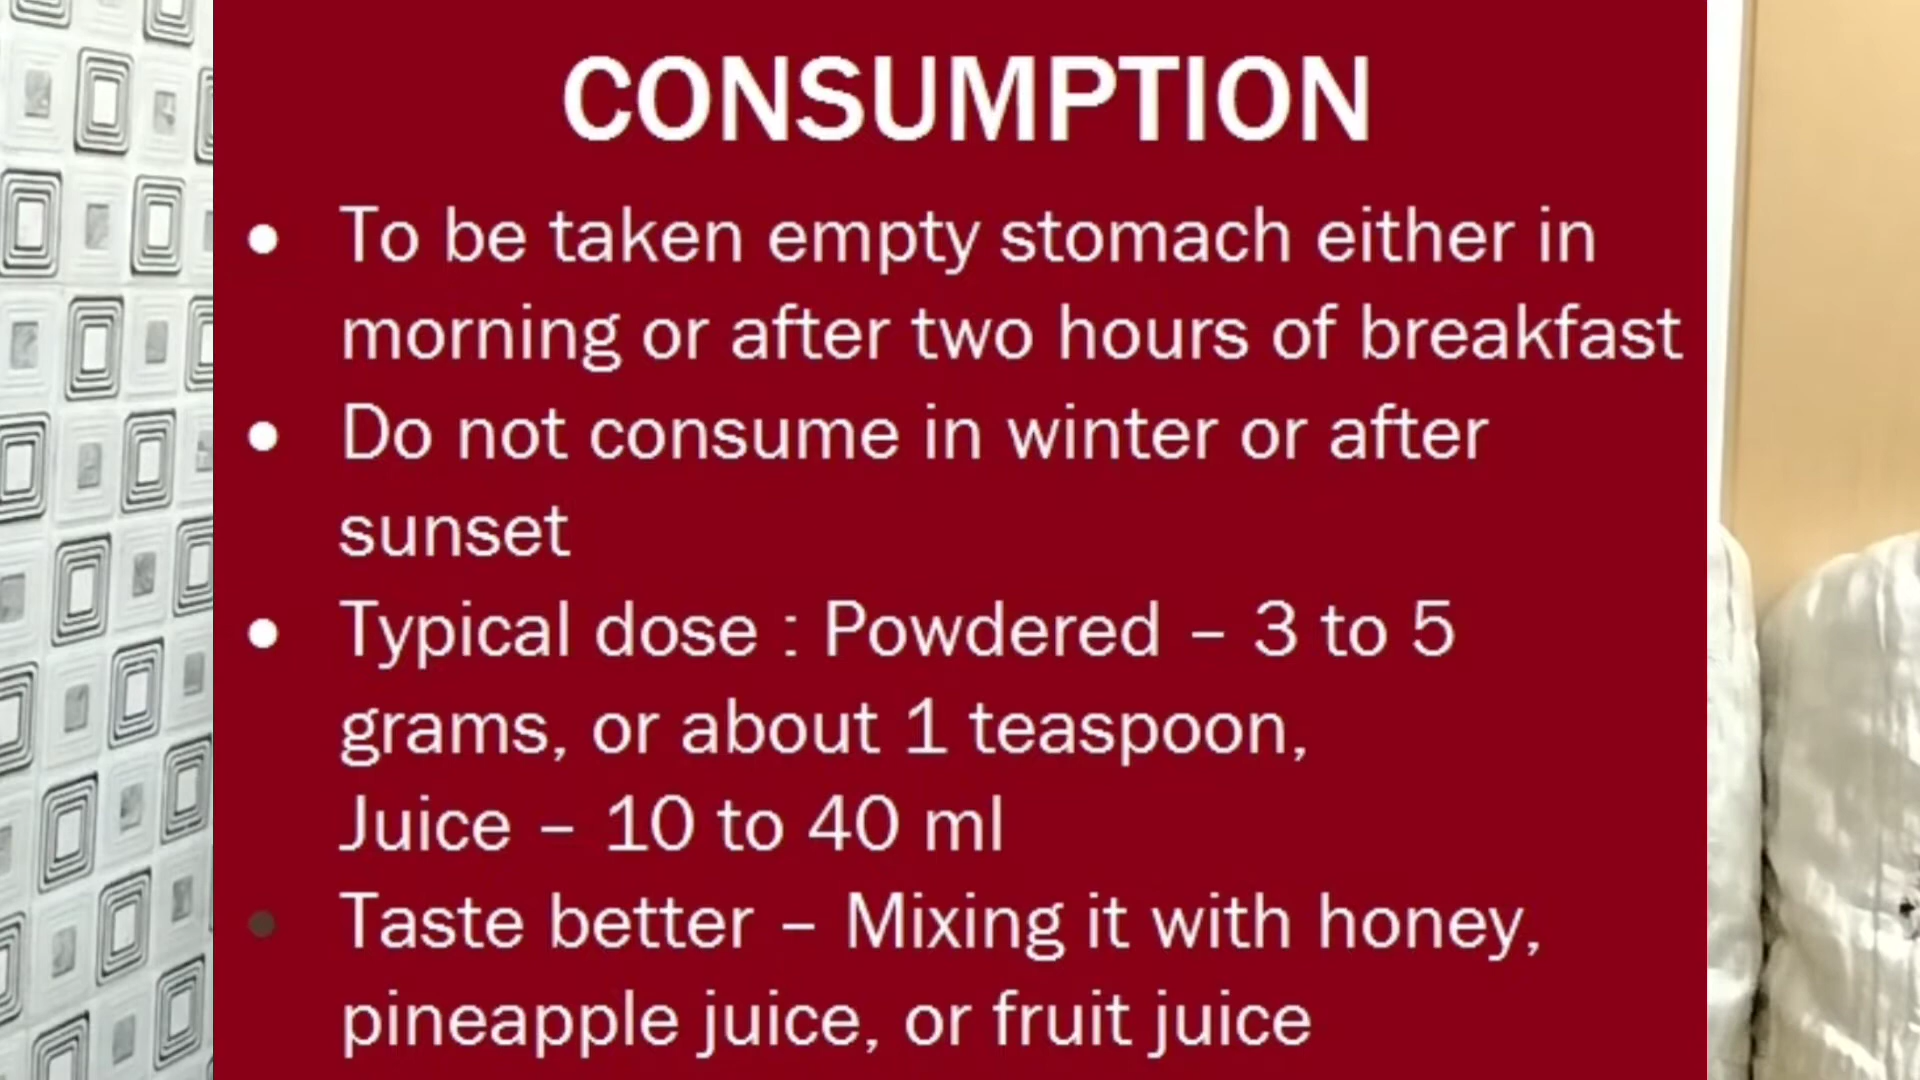 CONSUMPTION
• To be taken empty stomach either in
morning or after two hours of breakfast
• Do not consume in winter or after
sunset
• Typical dose : Powdered – 3 to 5
grams, or about 1 teaspoon,
Juice – 10 to 40 ml
• Taste better – Mixing it with honey,
pineapple juice, or fruit juice